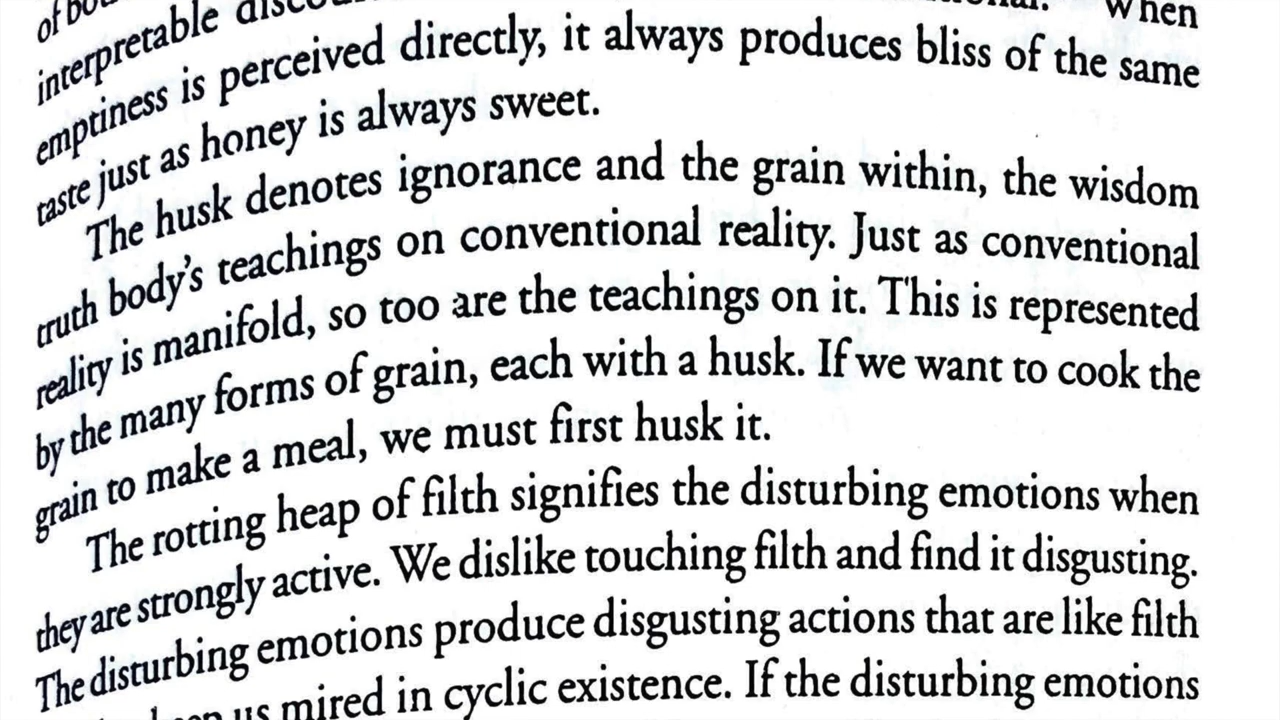 When
interpretable
emptiness is perceived directly, it always produces bliss of the same
taste just as honey is always sweet.
The husk denotes ignorance and the grain within, the wisdom
truth body's teachings on conventional reality. Just as conventional
reality is manifold, so too are the teachings on it. This is represented
by the many forms of grain, each with a husk. If we want to cook the
grain to make a meal, we must first husk it.
The rotting heap of filth signifies the disturbing emotions when
they are strongly active. We dislike touching filth and find it disgusting.
The disturbing emotions produce disgusting actions that are like filth
us mired in cyclic existence. If the disturbing emotions